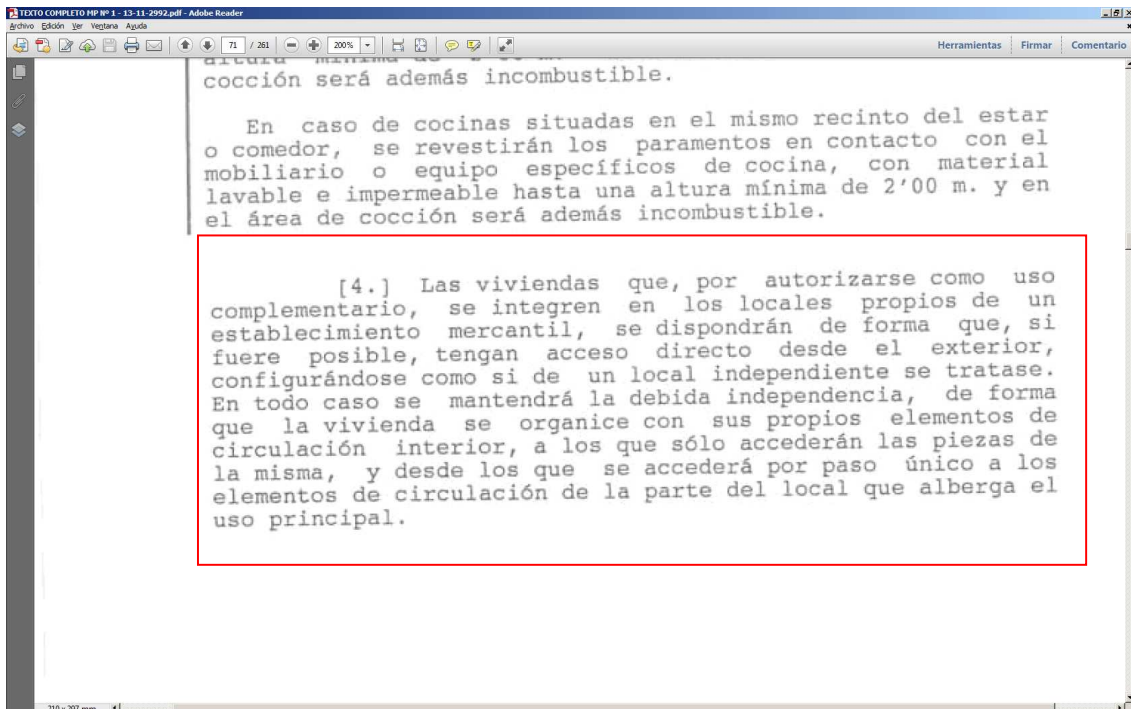 TEXTO COMPLETO MP Nº 1 - 13-11-2992.pdf - Adobe Reader
Archivo Edición Ver Ventana Ayuda
71 / 261 200% Herramientas Firmar Comentario
altura mínima de
cocción será además incombustible.
En caso de cocinas situadas en el mismo recinto del estar
o comedor, se revestirán los paramentos en contacto con el
mobiliario o equipo específicos de cocina, con material
lavable e impermeable hasta una altura mínima de 2'00 m. y en
el área de cocción será además incombustible.
[4.] Las viviendas que, por autorizarse como uso
complementario, se integren en los locales propios de un
establecimiento mercantil, se dispondrán de forma que, si
fuere posible, tengan acceso directo desde el exterior,
configurándose como si de un local independiente se tratase.
En todo caso se mantendrá la debida independencia, de forma
que la vivienda se organice con sus propios elementos de
circulación interior, a los que sólo accederán las piezas de
la misma, y desde los que se accederá por paso único a los
elementos de circulación de la parte del local que alberga el
uso principal.
210 x 297 mm